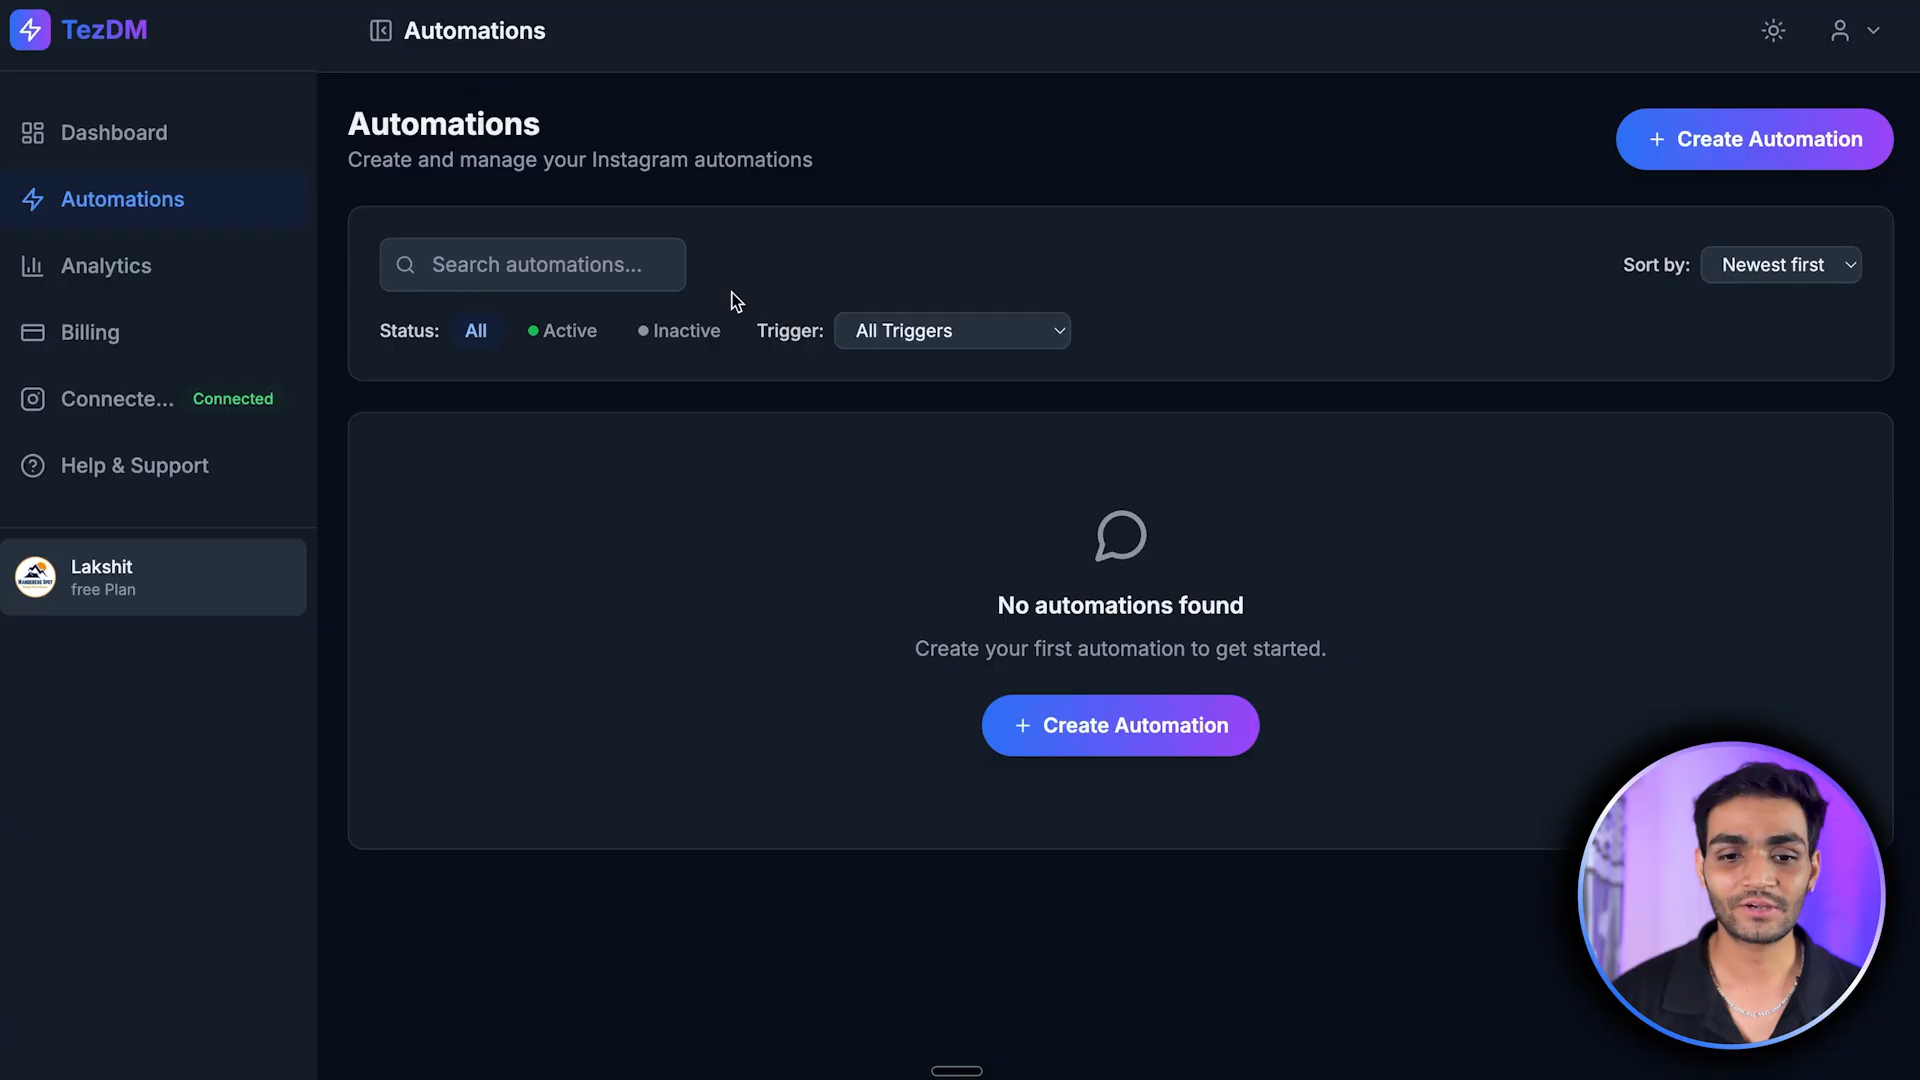 TezDM
Automations
Dashboard
Automations
Analytics
Billing
Connecte... Connected
Help & Support
Lakshit
free Plan
Automations
Create and manage your Instagram automations
+ Create Automation
Search automations...
Sort by: Newest first
Status: All Active Inactive Trigger: All Triggers
No automations found
Create your first automation to get started.
+ Create Automation
WANDERERS SPOT